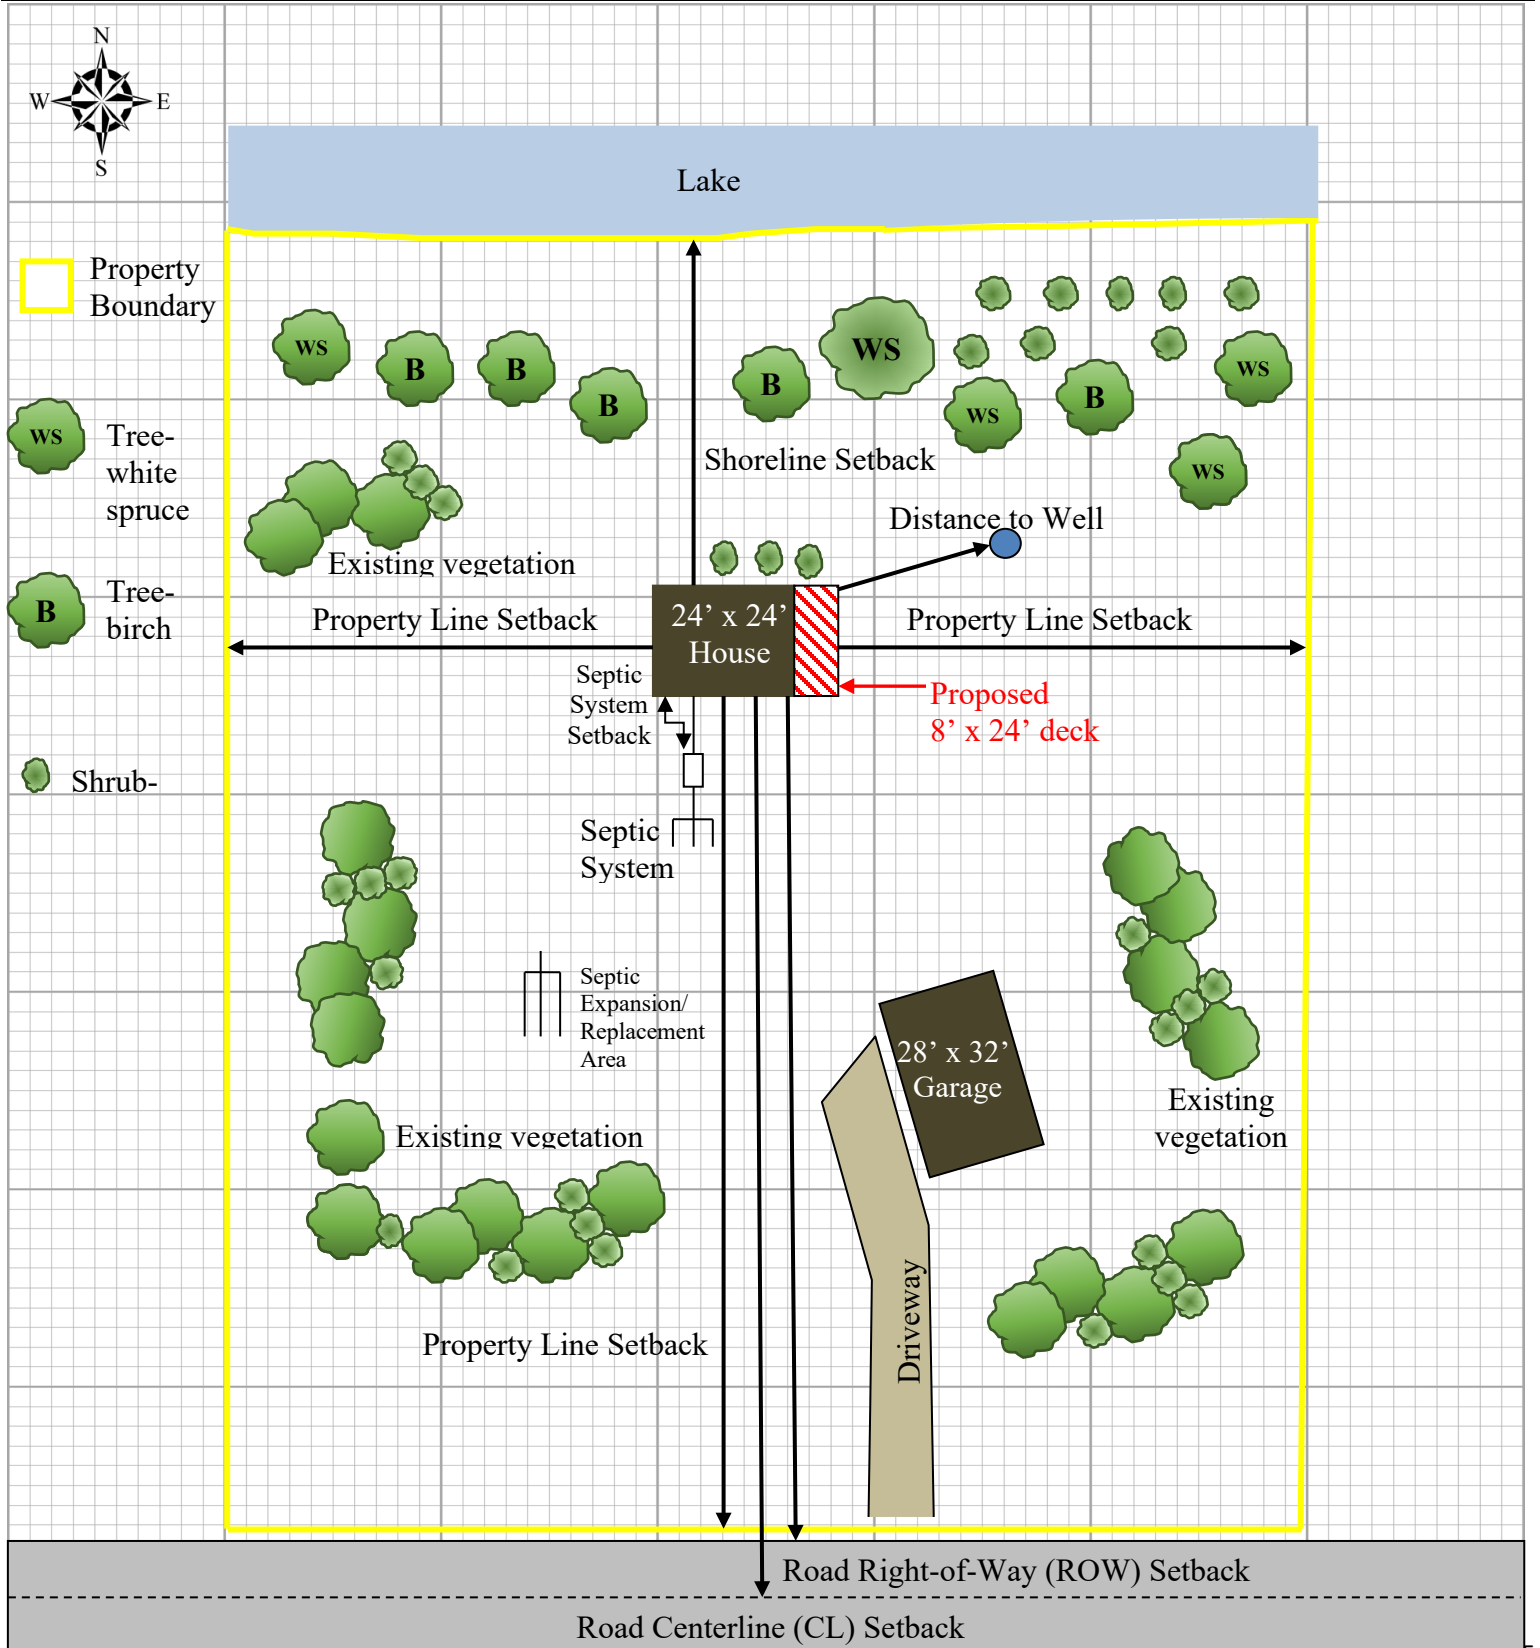 N
W E
S
Lake
Property
Boundary
WS
B
B
B
B
WS
WS
B
WS
WS
WS
Tree-
white
spruce
Shoreline Setback
Distance to Well
Existing vegetation
B
Tree-
birch
Property Line Setback
24’ x 24’
House
Property Line Setback
Septic
System
Setback
Proposed
8’ x 24’ deck
Shrub-
Septic
System
Septic
Expansion/
Replacement
Area
28’ x 32’
Garage
Existing
vegetation
Existing vegetation
Driveway
Property Line Setback
Road Right-of-Way (ROW) Setback
Road Centerline (CL) Setback